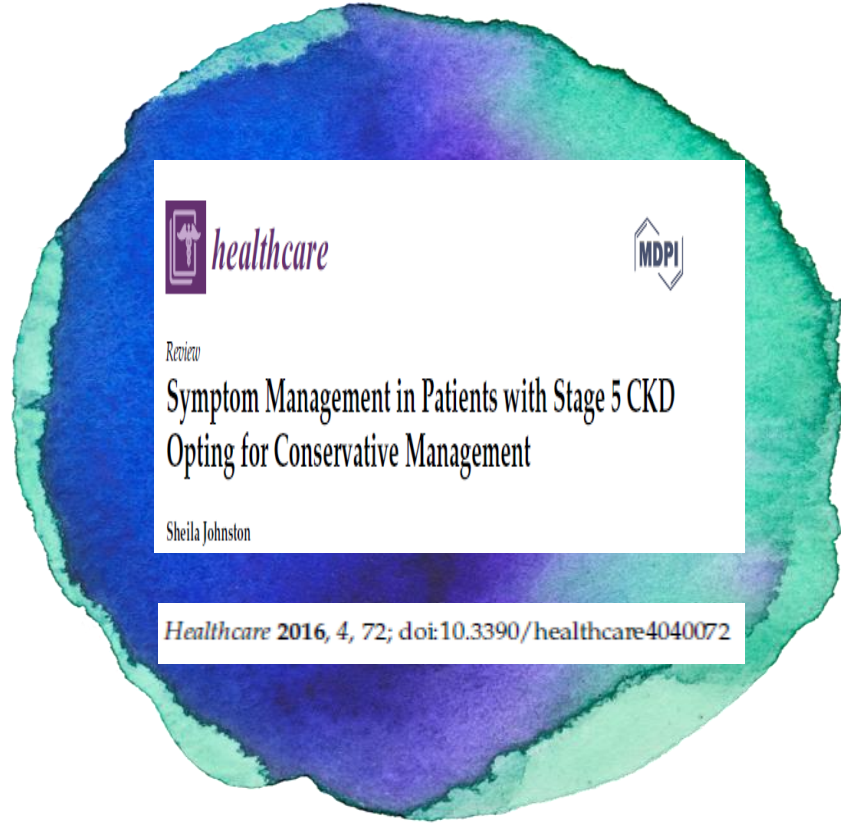 healthcare
MDPI
Review
Symptom Management in Patients with Stage 5 CKD
Opting for Conservative Management
Sheila Johnston
Healthcare 2016, 4, 72; doi:10.3390/healthcare4040072